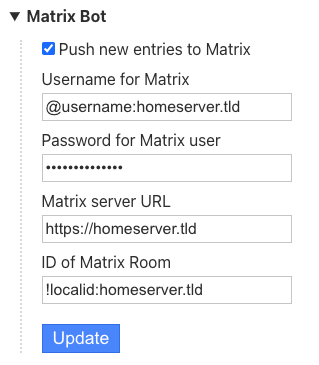 ▼ Matrix Bot
Push new entries to Matrix
Username for Matrix
@username:homeserver.tld
Password for Matrix user
••••••••••••••
Matrix server URL
https://homeserver.tld
ID of Matrix Room
!localid:homeserver.tld
Update